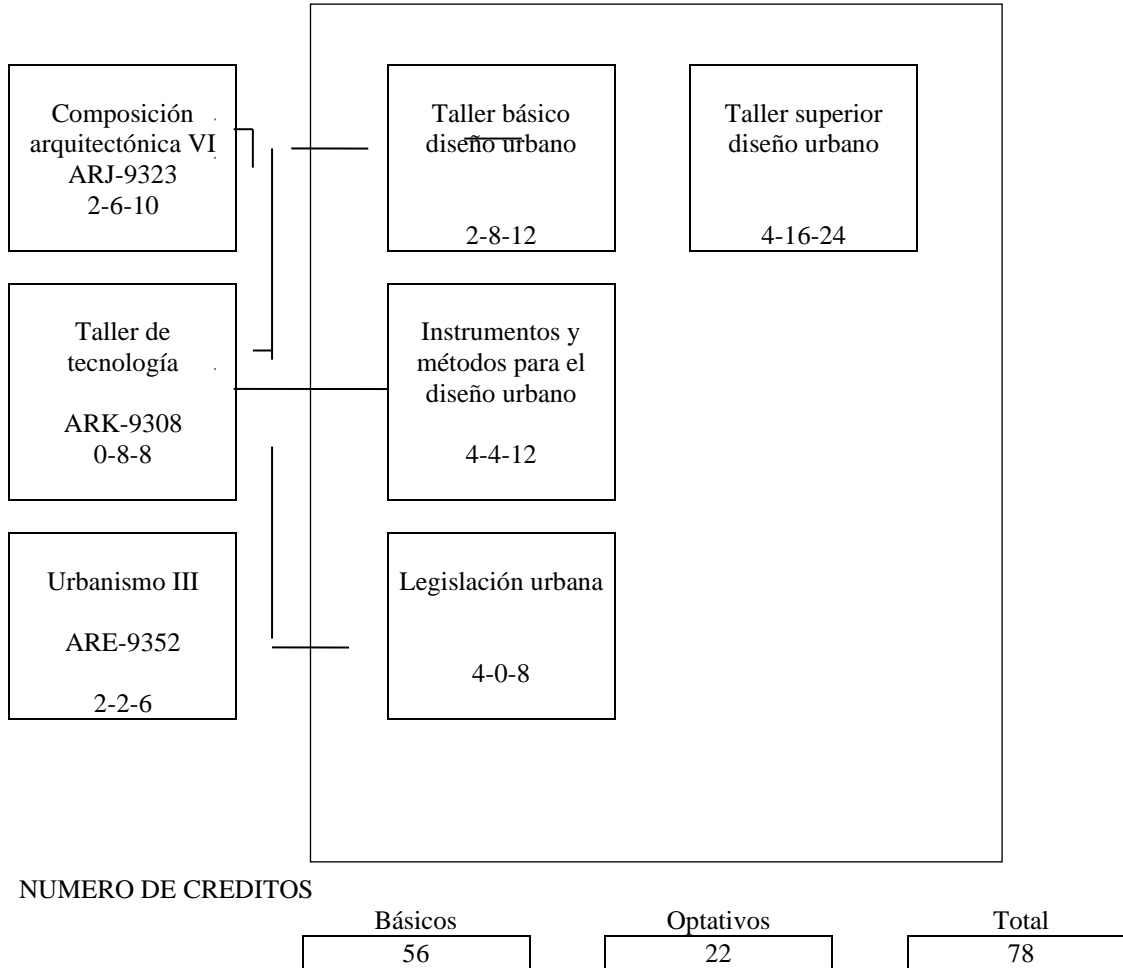 Composición
arquitectónica VI
ARJ-9323
2-6-10
Taller básico
diseño urbano
2-8-12
Taller superior
diseño urbano
4-16-24
Taller de
tecnología
ARK-9308
0-8-8
Instrumentos y
métodos para el
diseño urbano
4-4-12
Urbanismo III
ARE-9352
2-2-6
Legislación urbana
4-0-8
NUMERO DE CREDITOS
Básicos
56
Optativos
22
Total
78